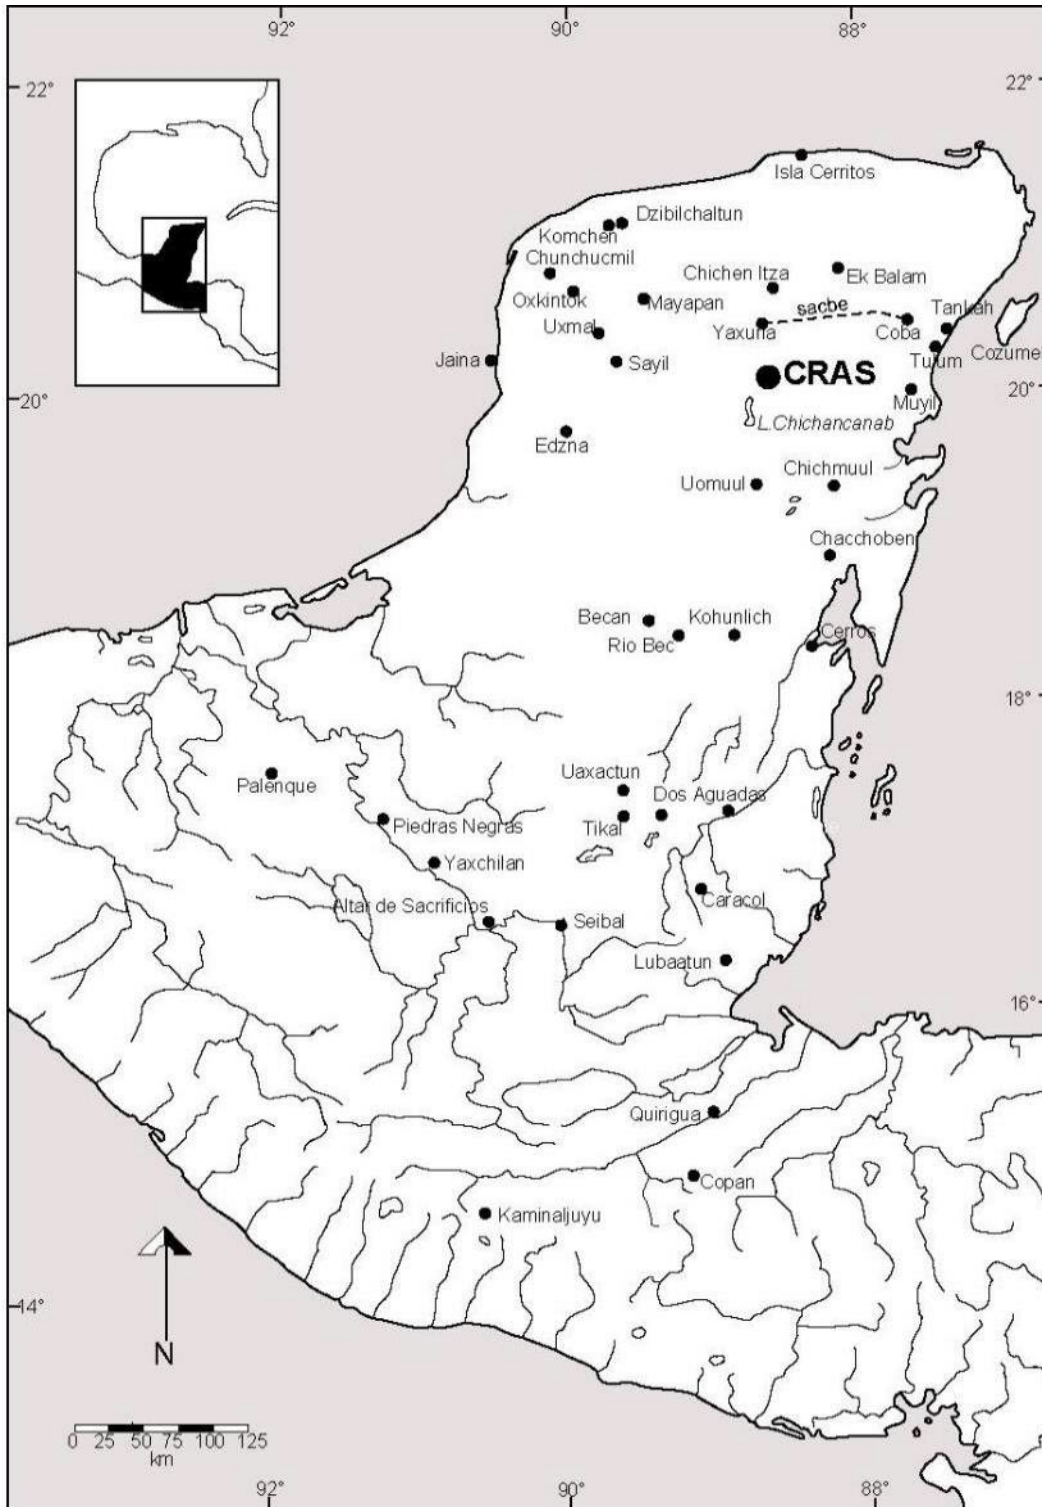 92°
90°
88°
22°
22°
Isla Cerritos
Dzibilchaltun
Komchen
Chunchucmil
Chichen Itza
Ek Balam
Oxkintok
Mayapan
sacbe
Tankah
Uxmal
Yaxuna
Coba
Jaina
Sayil
Tulum
Cozumel
CRAS
20°
20°
Muyil
L.Chichancanab
Edzna
Chichmuul
Uomuul
Chacchoben
Becan
Kohunlich
Rio Bec
Cerros
18°
18°
Uaxactun
Palenque
Dos Aguadas
Piedras Negras
Tikal
Yaxchilan
Altar de Sacrificios
Caracol
Seibal
Lubaatun
16°
16°
Quirigua
Copan
Kaminaljuyu
14°
N
0 25 50 75 100 125
km
92°
90°
88°